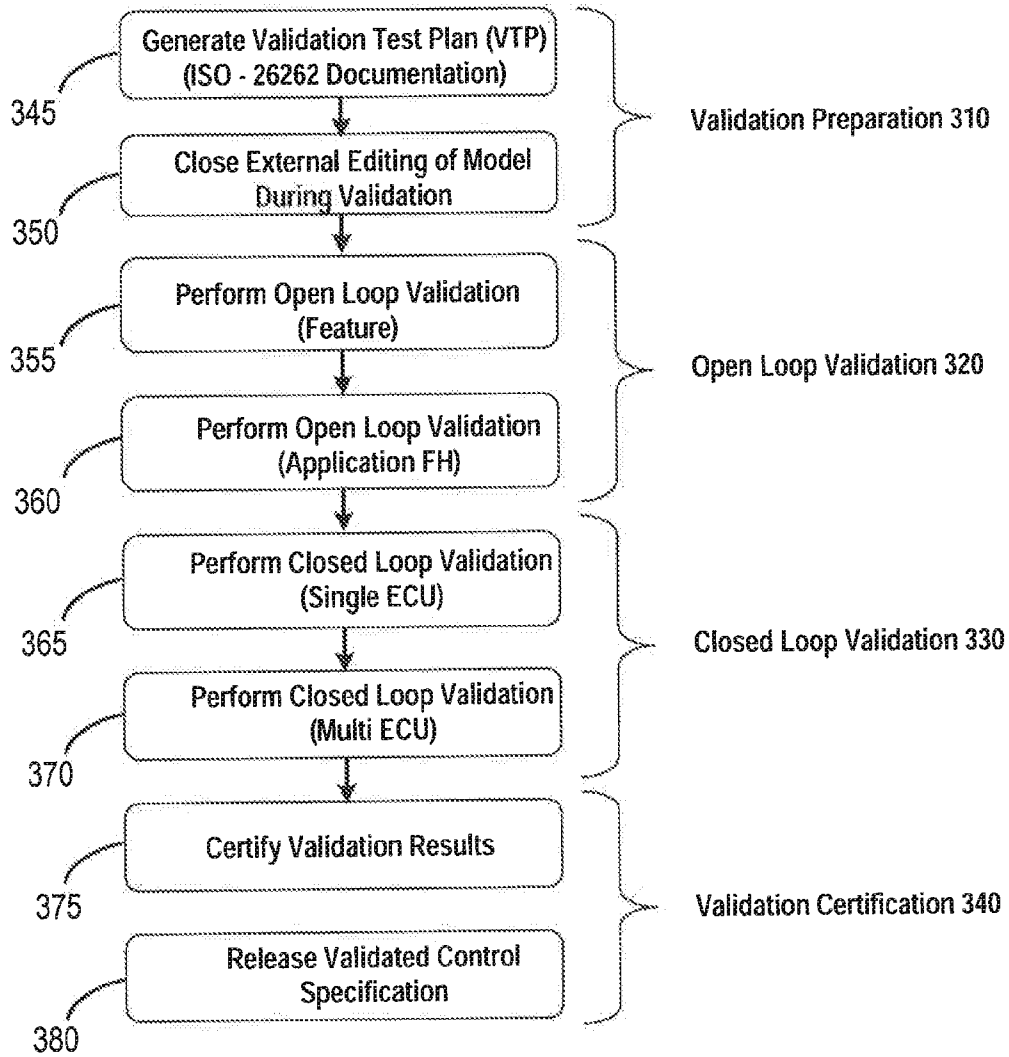 Generate Validation Test Plan (VTP)
(ISO - 26262 Documentation)
345
Validation Preparation 310
Close External Editing of Model
During Validation
350
Perform Open Loop Validation
(Feature)
355
Open Loop Validation 320
Perform Open Loop Validation
(Application FH)
360
Perform Closed Loop Validation
(Single ECU)
365
Closed Loop Validation 330
Perform Closed Loop Validation
(Multi ECU)
370
Certify Validation Results
375
Validation Certification 340
Release Validated Control
Specification
380